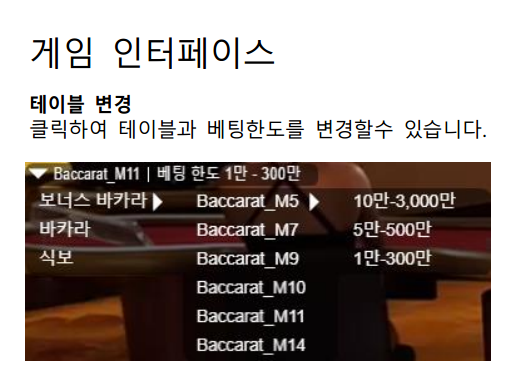 게임 인터페이스
테이블 변경
클릭하여 테이블과 베팅한도를 변경할수 있습니다.
Baccarat_M11 | 베팅 한도 1만 - 300만
보너스 바카라 Baccarat_M5 10만-3,000만
바카라 Baccarat_M7 5만-500만
식보 Baccarat_M9 1만-300만
Baccarat_M10
Baccarat_M11
Baccarat_M14